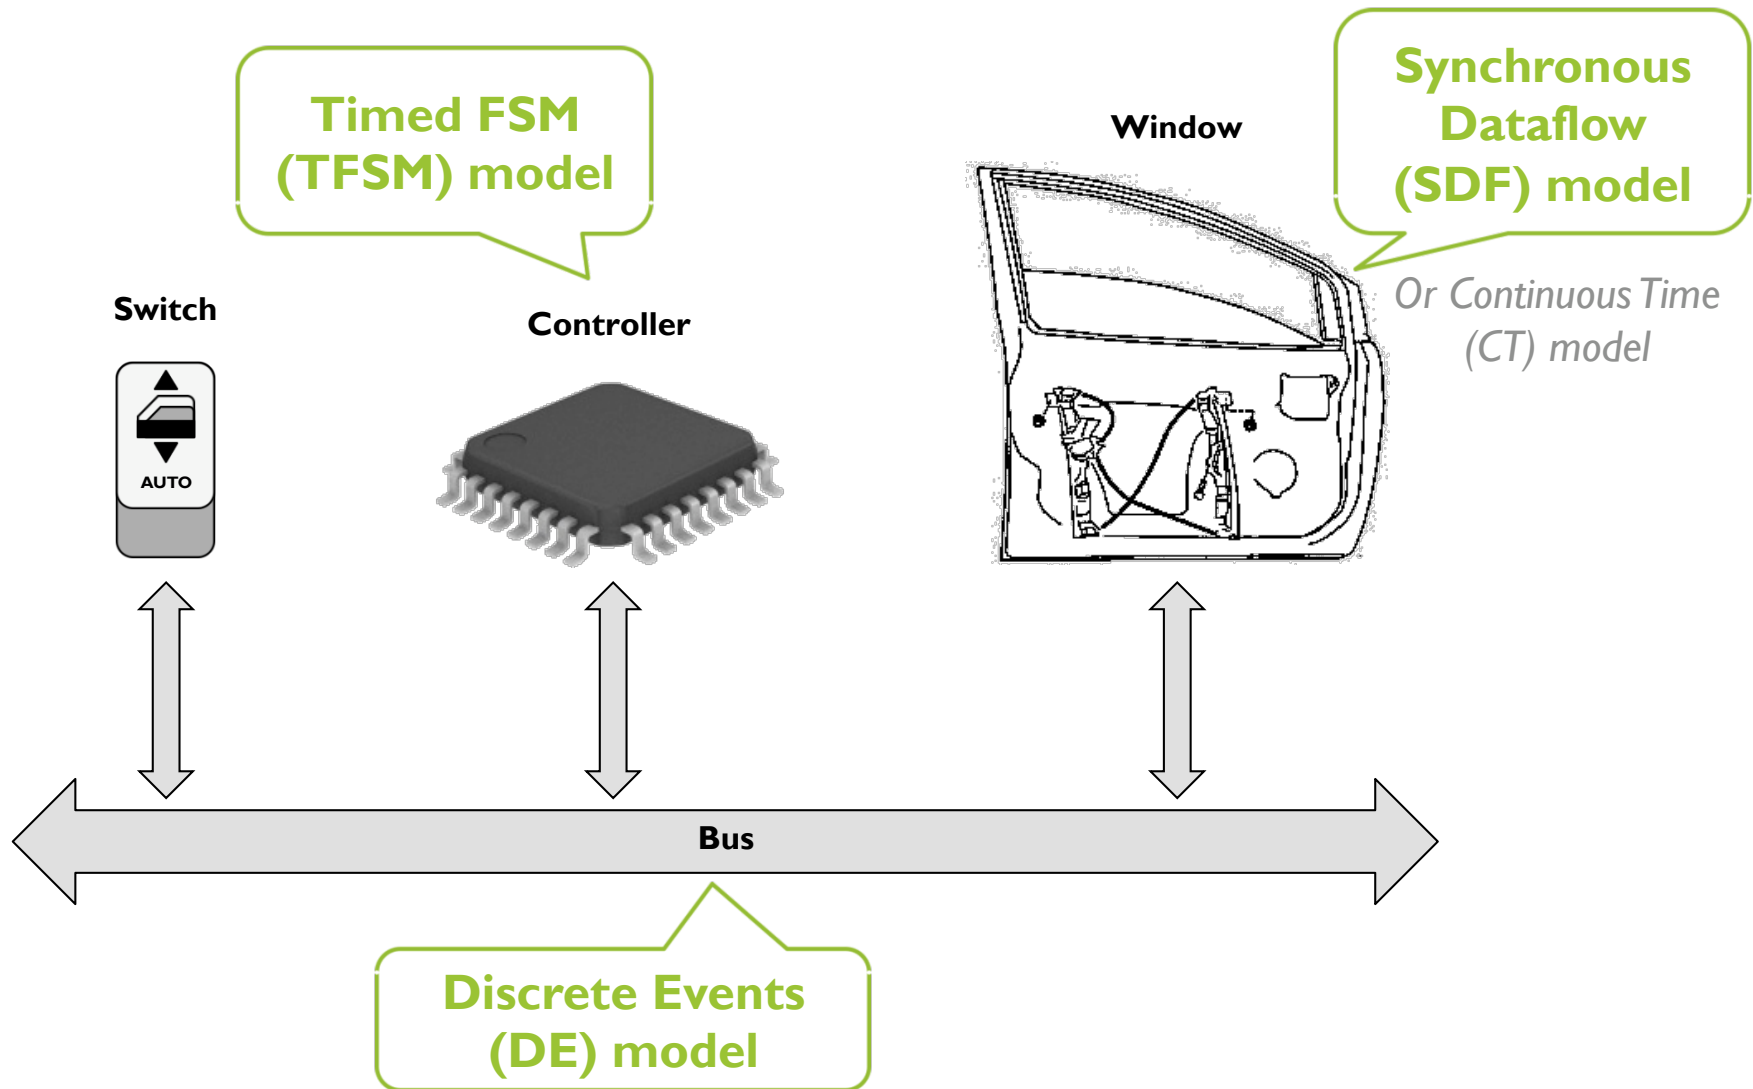 Timed FSM
(TFSM) model
Synchronous
Dataflow
(SDF) model
Window
Or Continuous Time
(CT) model
Switch
Controller
AUTO
Bus
Discrete Events
(DE) model